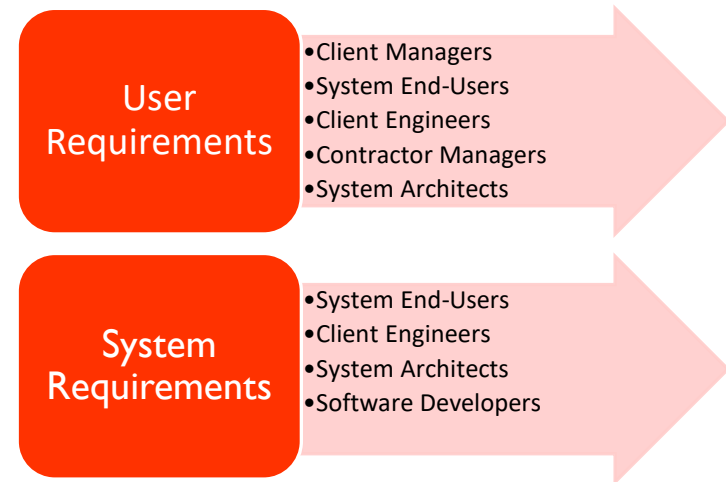 User
Requirements
•Client Managers
•System End-Users
•Client Engineers
•Contractor Managers
•System Architects
System
Requirements
•System End-Users
•Client Engineers
•System Architects
•Software Developers